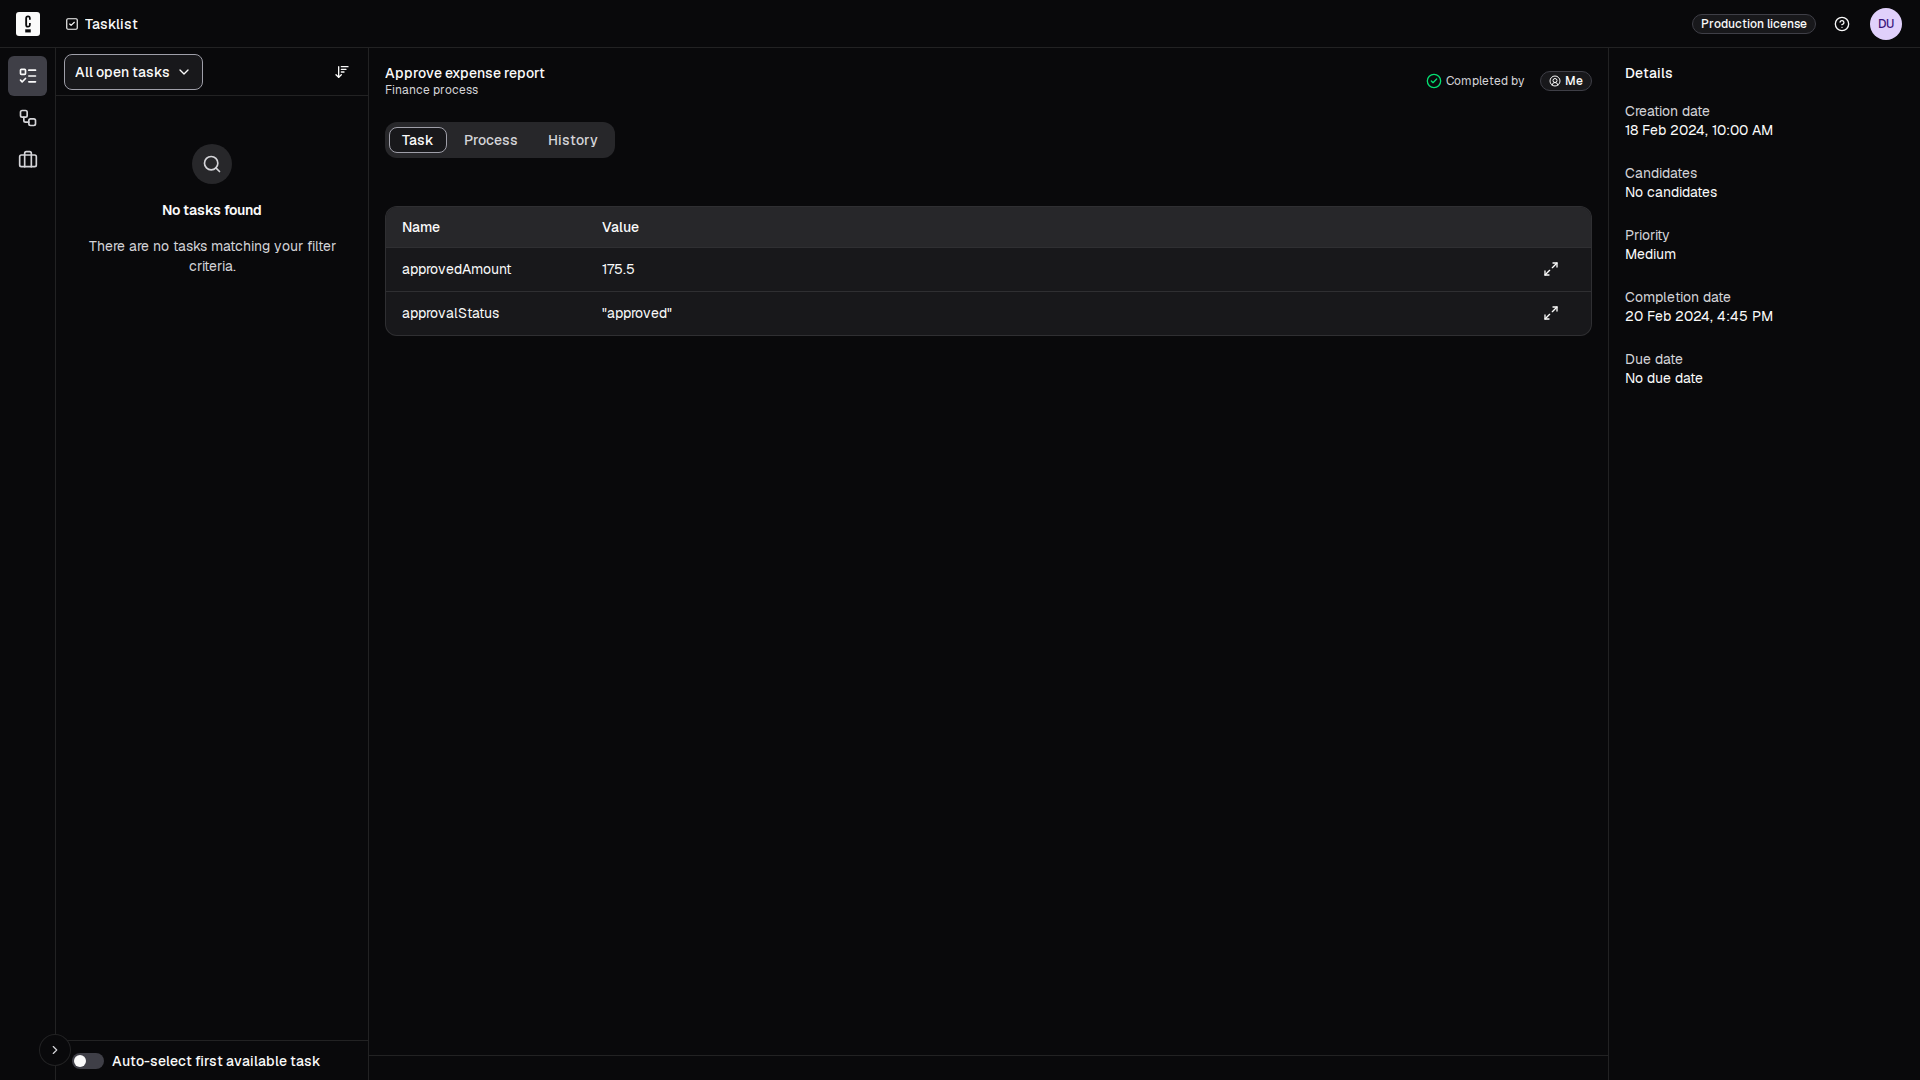 Tasklist
Production license
DU
All open tasks
No tasks found
There are no tasks matching your filter
criteria.
Auto-select first available task
Approve expense report
Finance process
Completed by
Me
Task
Process
History
Name
Value
approvedAmount
175.5
approvalStatus
"approved"
Details
Creation date
18 Feb 2024, 10:00 AM
Candidates
No candidates
Priority
Medium
Completion date
20 Feb 2024, 4:45 PM
Due date
No due date